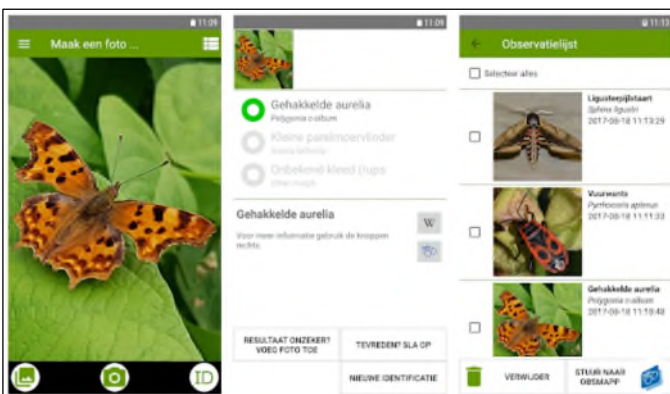 11:09
Maak een foto ...
ID
11:09
Gehakkelde aurelia
Polygonia c-album
Kleine parelmoervlinder
Onbekend kleed (rups
Gehakkelde aurelia
Voor meer informatie gebruik de knoppen
rechts.
W
RESULTAAT ONZEKER?
VOEG FOTO TOE
TEVREDEN? SLA OP
NIEUWE IDENTIFICATIE
11:13
Observatielijst
Selecteer alles
Ligusterpijlstaart
Sphinx ligustri
2017-08-18 11:13:29
Vuurwants
Pyrrhocoris apterus
2017-08-18 11:11:33
Gehakkelde aurelia
Polygonia c-album
2017-08-18 11:10:48
VERWIJDER
STUUR NAAR
OBSMAPP